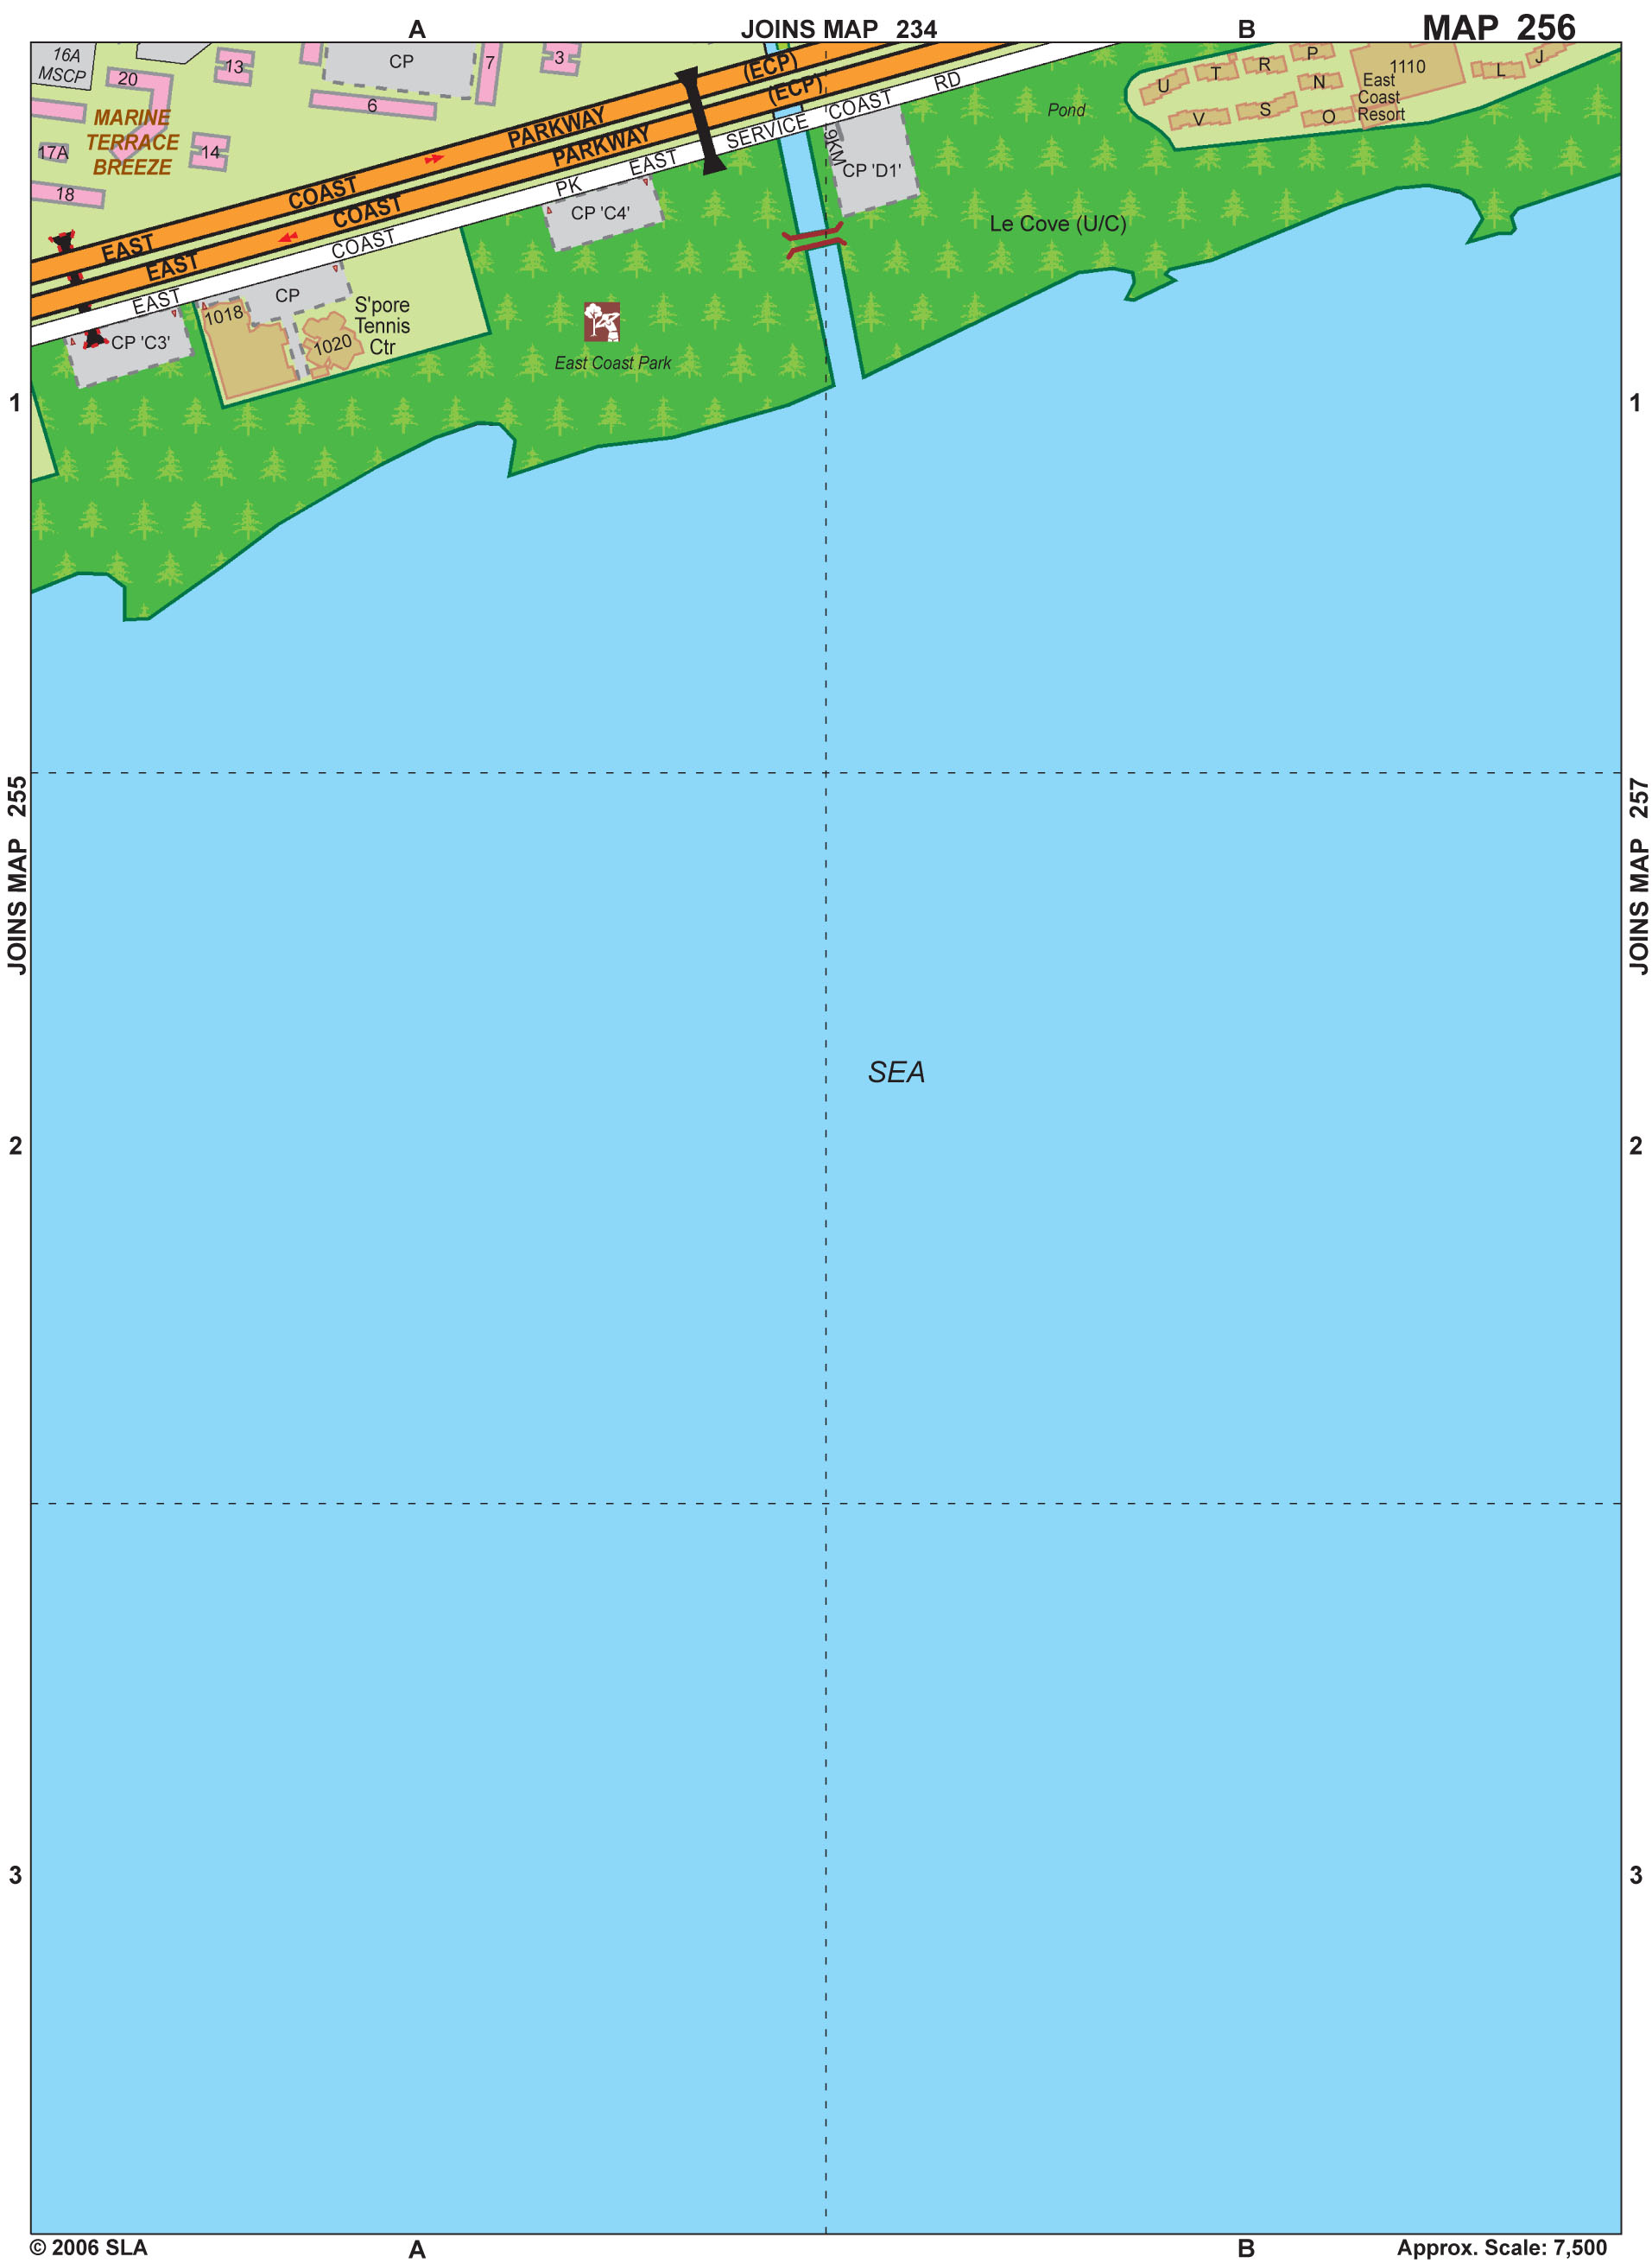 A
JOINS MAP 234
B
MAP 256
16A
MSCP
20
13
CP
7
3
6
MARINE
TERRACE
BREEZE
17A
14
18
EAST COAST PARKWAY (ECP)
EAST COAST PARKWAY (ECP)
EAST COAST PK SERVICE RD
EAST COAST
9KM
CP 'D1'
CP 'C4'
CP 'C3'
CP
1018
1020
S'pore
Tennis
Ctr
East Coast Park
Pond
Le Cove (U/C)
U
T
R
P
N
S
V
O
1110
East
Coast
Resort
L
J
1
1
JOINS MAP 255
JOINS MAP 257
SEA
2
2
3
3
© 2006 SLA
A
B
Approx. Scale: 7,500